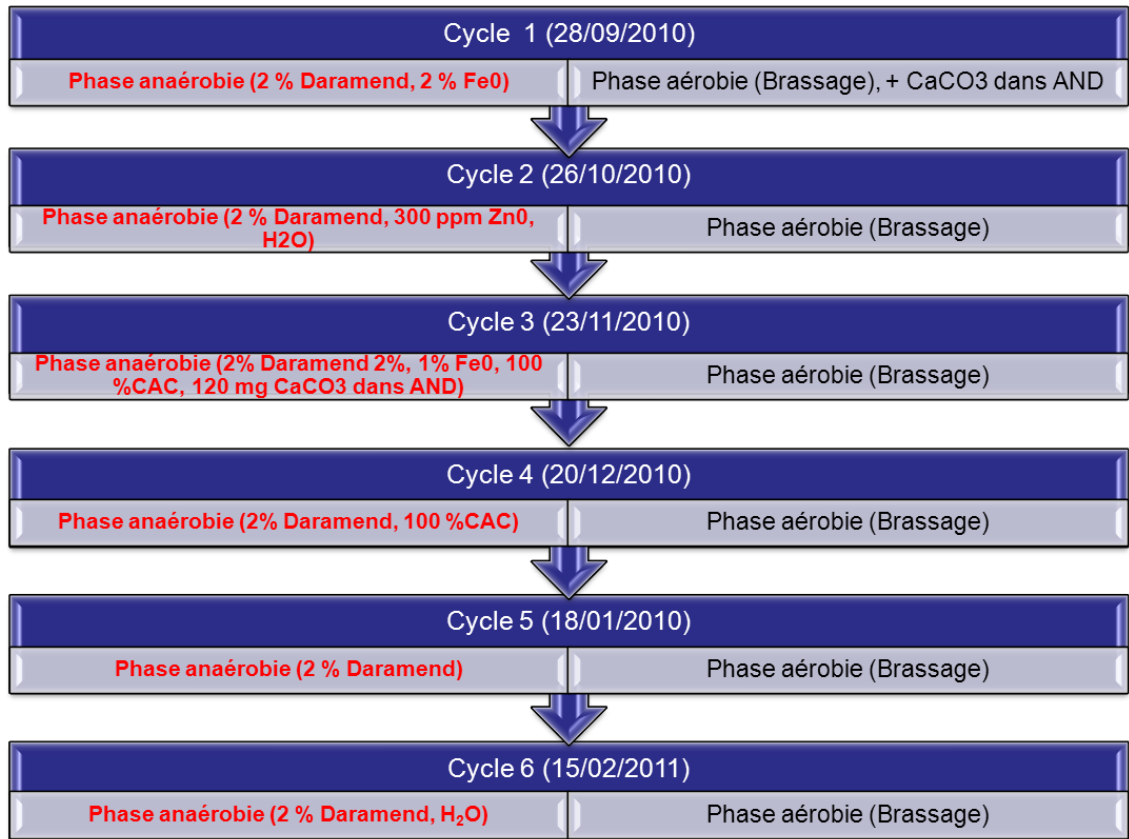 Cycle 1 (28/09/2010)
Phase anaérobie (2 % Daramend, 2 % Fe0)
Phase aérobie (Brassage), + CaCO3 dans AND
Cycle 2 (26/10/2010)
Phase anaérobie (2 % Daramend, 300 ppm Zn0,
H2O)
Phase aérobie (Brassage)
Cycle 3 (23/11/2010)
Phase anaérobie (2% Daramend 2%, 1% Fe0, 100
%CAC, 120 mg CaCO3 dans AND)
Phase aérobie (Brassage)
Cycle 4 (20/12/2010)
Phase anaérobie (2% Daramend, 100 %CAC)
Phase aérobie (Brassage)
Cycle 5 (18/01/2010)
Phase anaérobie (2 % Daramend)
Phase aérobie (Brassage)
Cycle 6 (15/02/2011)
Phase anaérobie (2 % Daramend, H₂O)
Phase aérobie (Brassage)